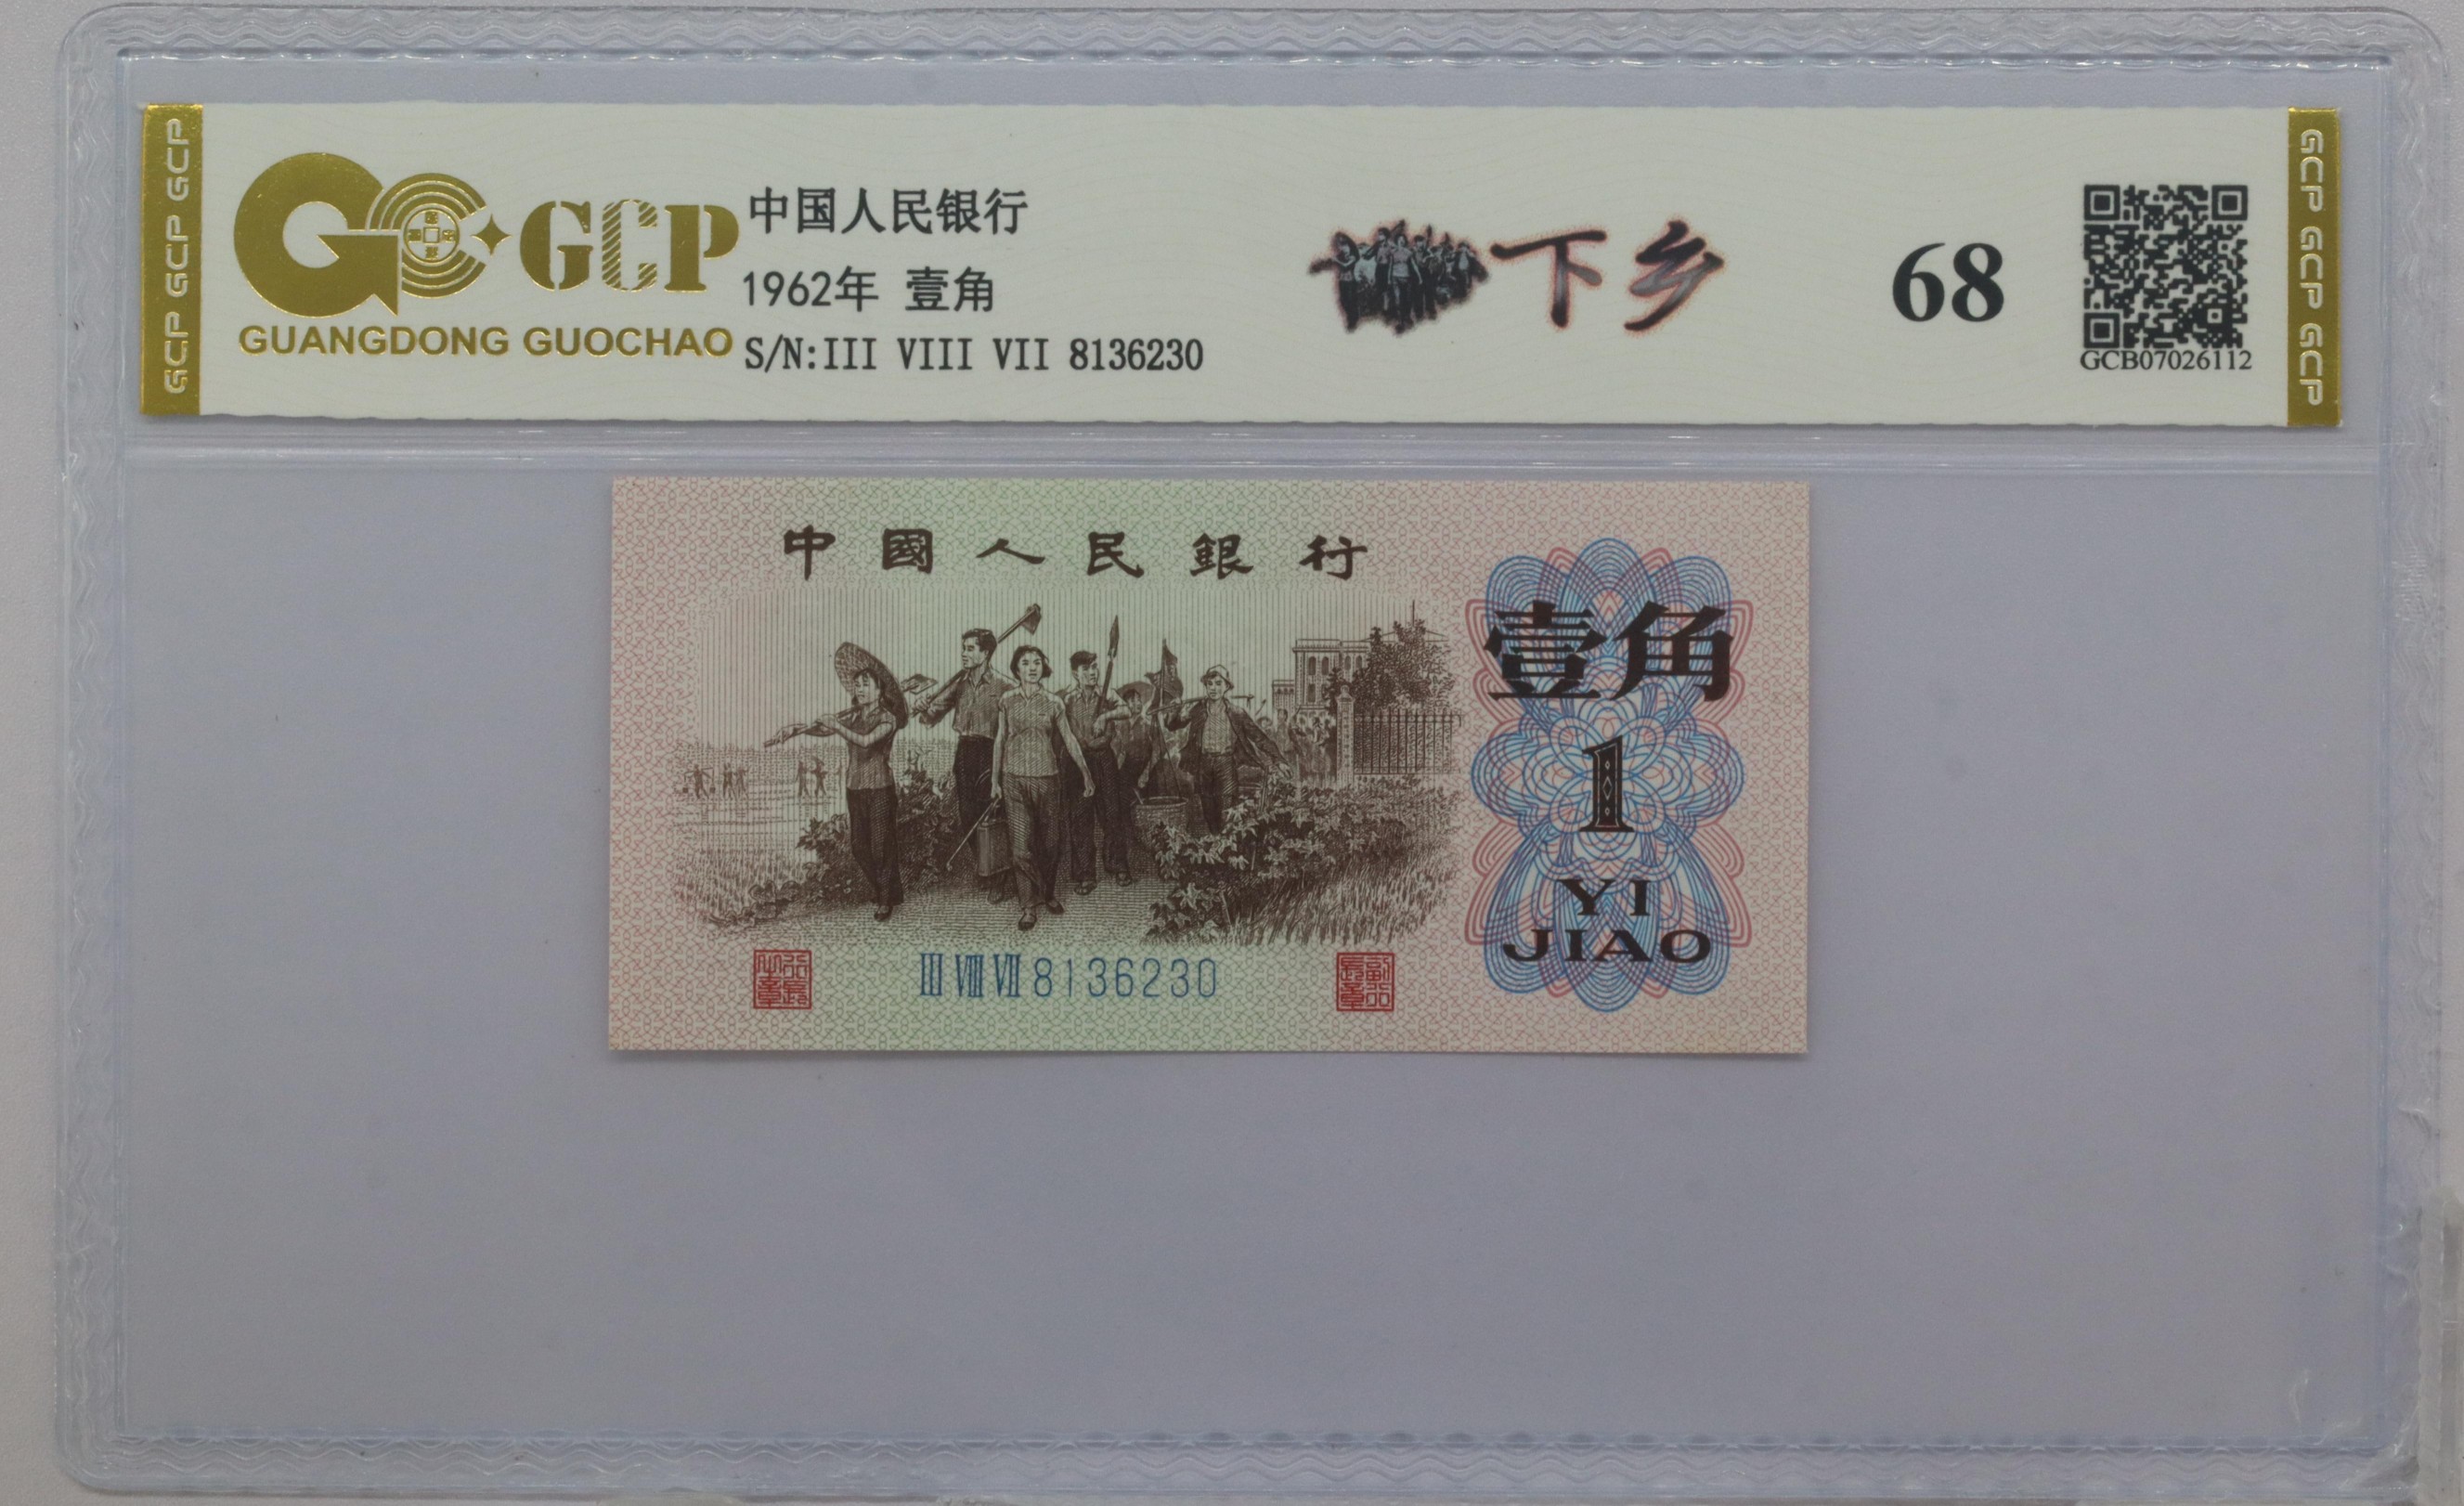 GCP GCP GCP
GCP
GUANGDONG GUOCHAO
中国人民银行
1962年 壹角
S/N:III VIII VII 8136230
下乡
68
GCB07026112
GCP GCP GCP
中國人民銀行
壹角
1
YI
JIAO
III VIII VII 8136230